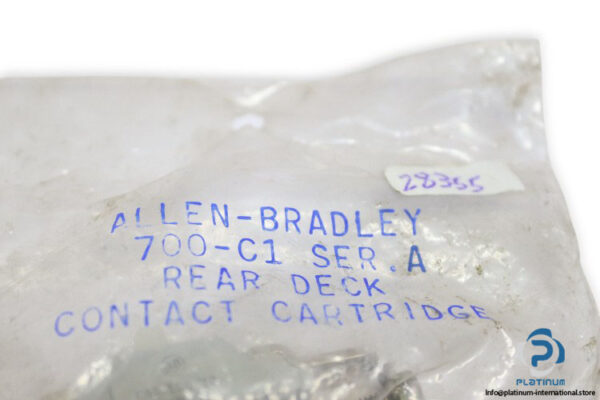 28355
ALLEN-BRADLEY
700-C1 SER.A
REAR DECK
CONTACT CARTRIDGE
PLATINUM
info@platinum-international.store